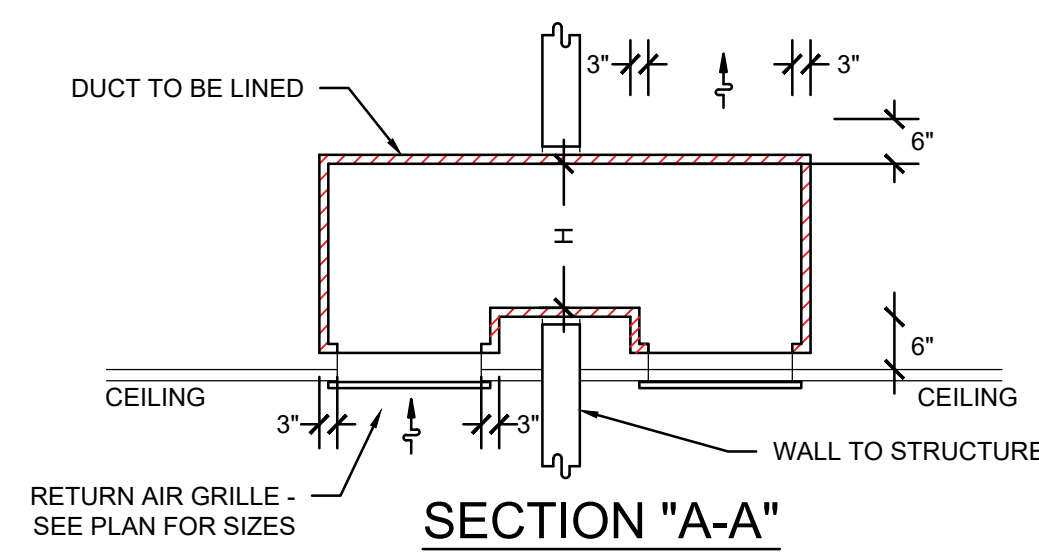 3"
3"
DUCT TO BE LINED
6"
H
6"
CEILING
CEILING
3"
3"
WALL TO STRUCTURE
RETURN AIR GRILLE -
SEE PLAN FOR SIZES
SECTION "A-A"